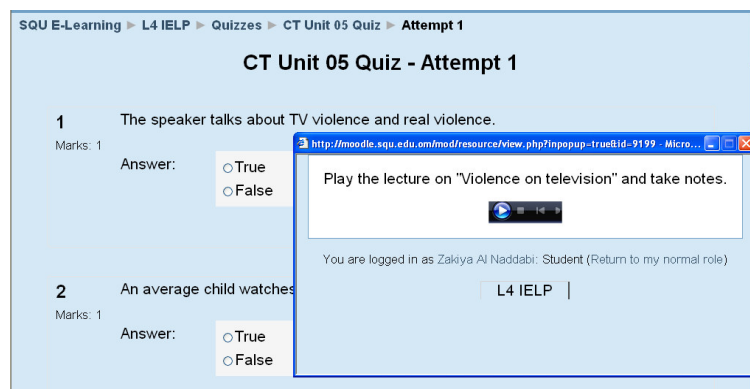 SQU E-Learning ► L4 IELP ► Quizzes ► CT Unit 05 Quiz ► Attempt 1
CT Unit 05 Quiz - Attempt 1
1
The speaker talks about TV violence and real violence.
Marks: 1
Answer:
True
False
http://moodle.squ.edu.om/mod/resource/view.php?inpopup=true&id=9199 - Micro...
Play the lecture on "Violence on television" and take notes.
You are logged in as Zakiya Al Naddabi: Student (Return to my normal role)
L4 IELP
2
An average child watches
Marks: 1
Answer:
True
False